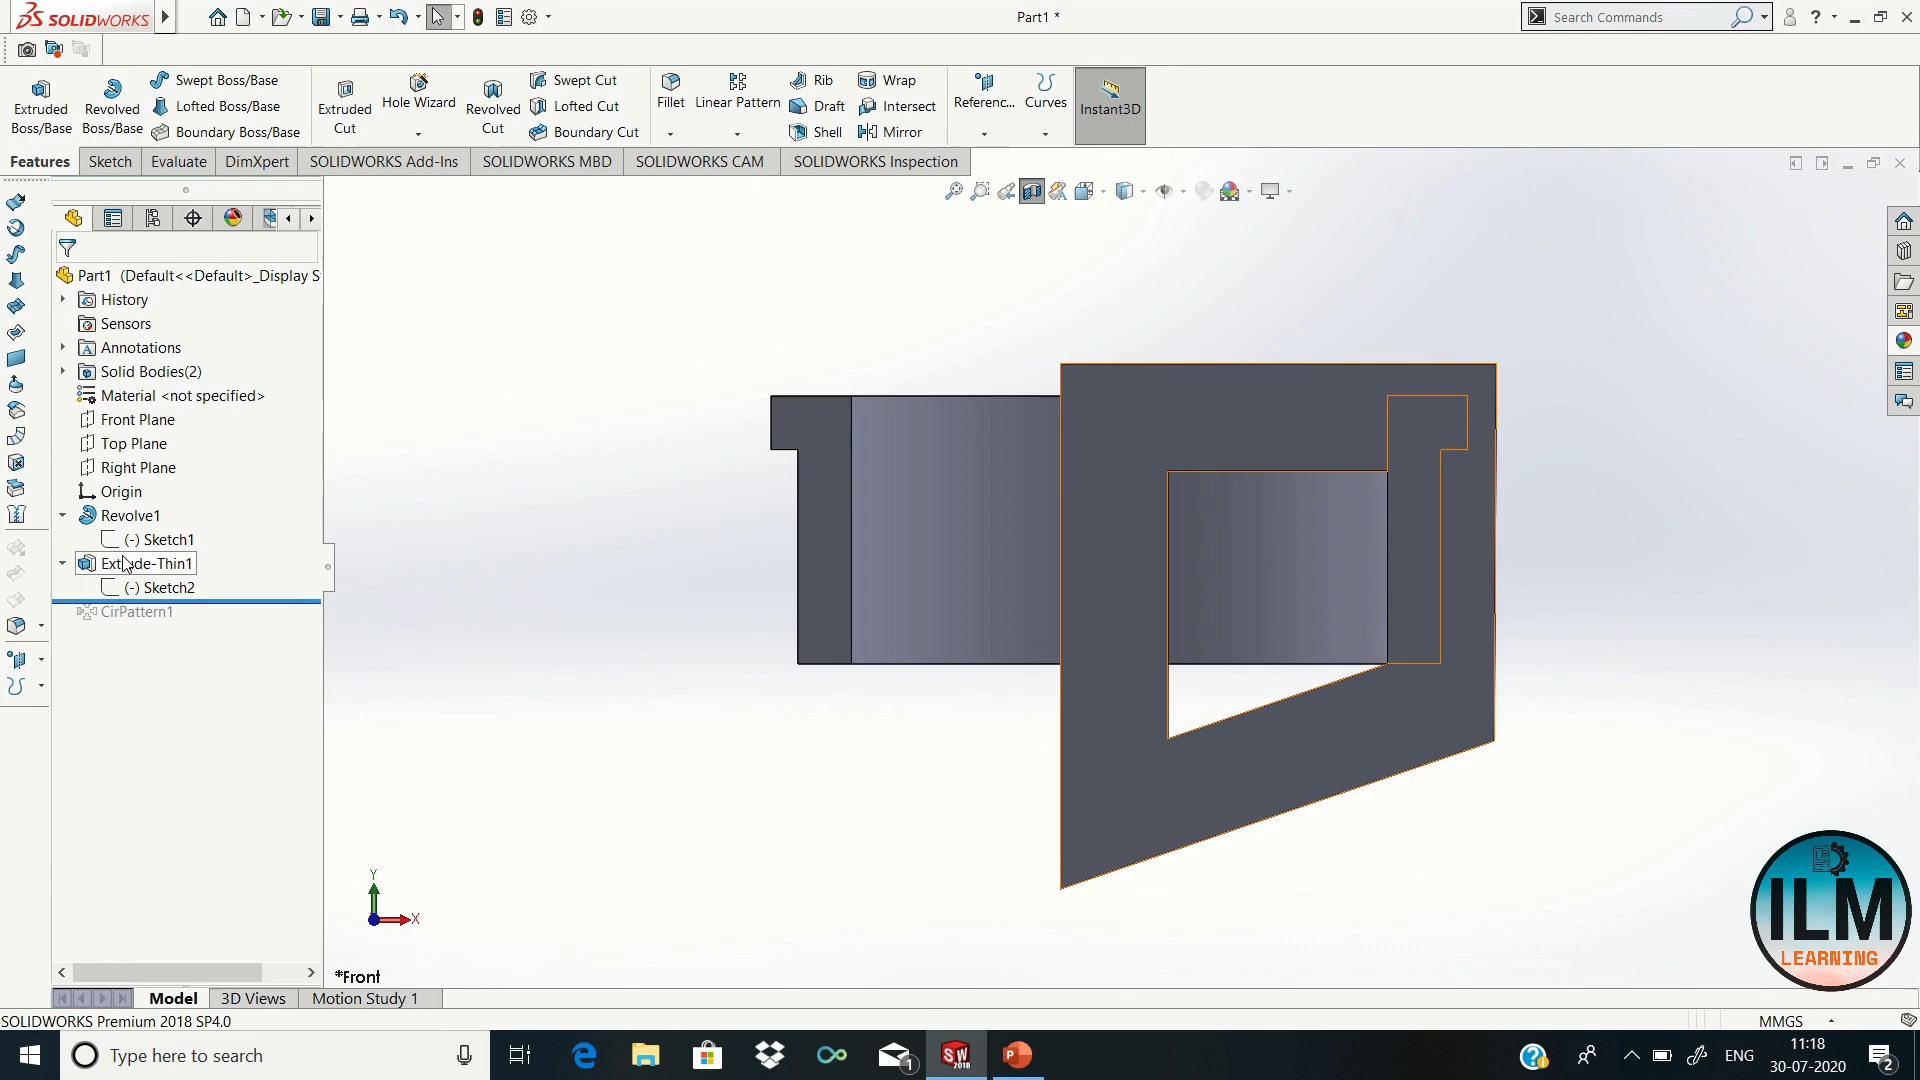 SOLIDWORKS
Part1 *
Search Commands
?
Extruded Boss/Base
Revolved Boss/Base
Swept Boss/Base
Lofted Boss/Base
Boundary Boss/Base
Extruded Cut
Hole Wizard
Revolved Cut
Swept Cut
Lofted Cut
Boundary Cut
Fillet
Linear Pattern
Rib
Draft
Shell
Wrap
Intersect
Mirror
Referenc...
Curves
Instant3D
Features
Sketch
Evaluate
DimXpert
SOLIDWORKS Add-Ins
SOLIDWORKS MBD
SOLIDWORKS CAM
SOLIDWORKS Inspection
Part1 (Default<<Default>_Display S
History
Sensors
Annotations
Solid Bodies(2)
Material <not specified>
Front Plane
Top Plane
Right Plane
Origin
Revolve1
(-) Sketch1
Extrude-Thin1
(-) Sketch2
CirPattern1
Y
X
*Front
ILM
LEARNING
Model
3D Views
Motion Study 1
SOLIDWORKS Premium 2018 SP4.0
MMGS
Type here to search
1
SW
2018
P
ENG
11:18
30-07-2020
2